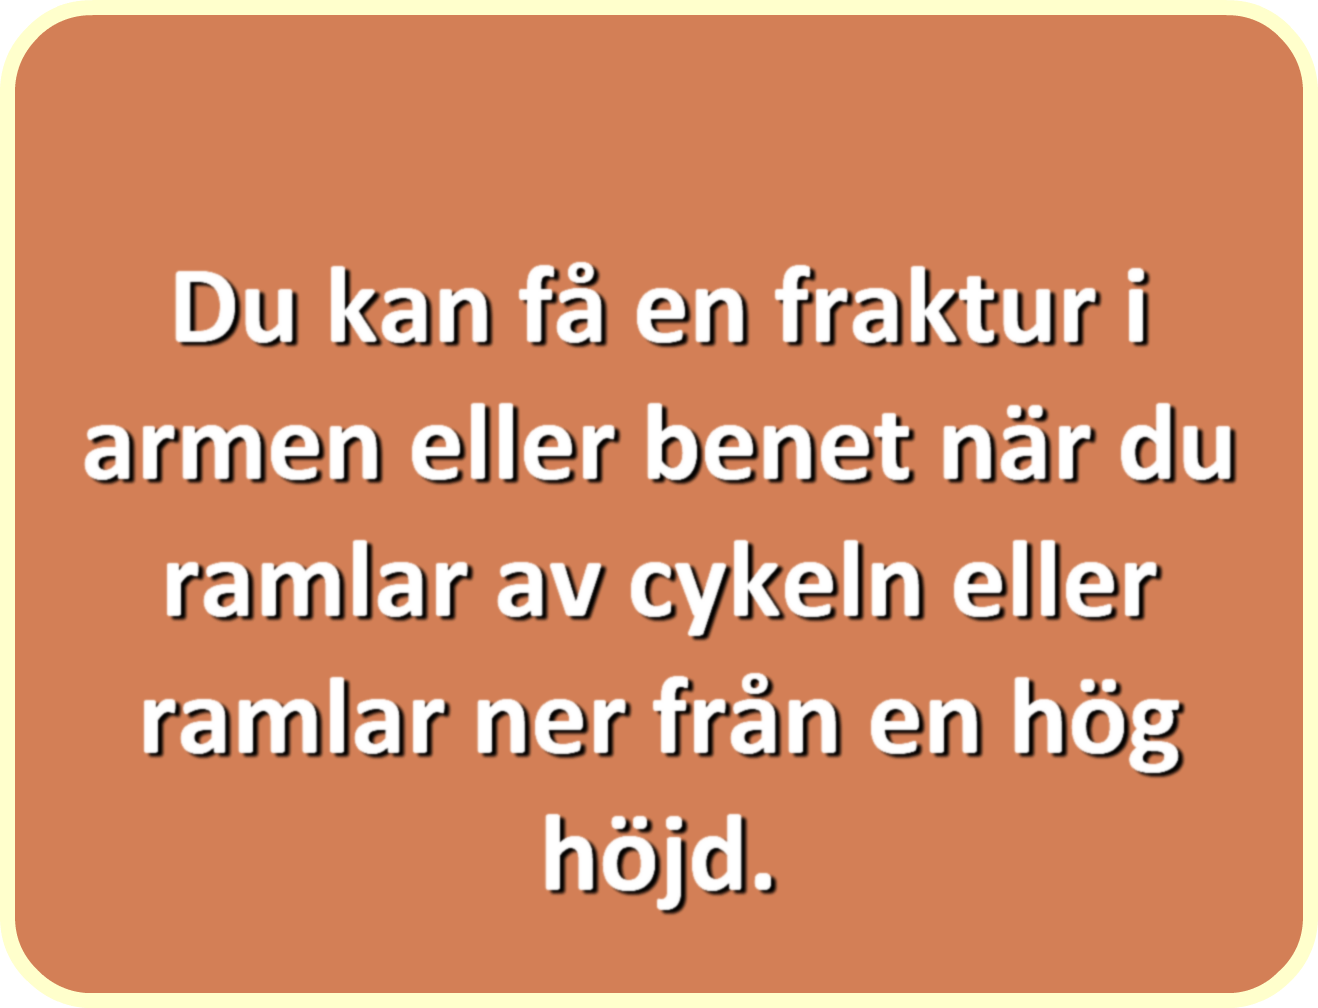 Du kan få en fraktur i
armen eller benet när du
ramlar av cykeln eller
ramlar ner från en hög
höjd.